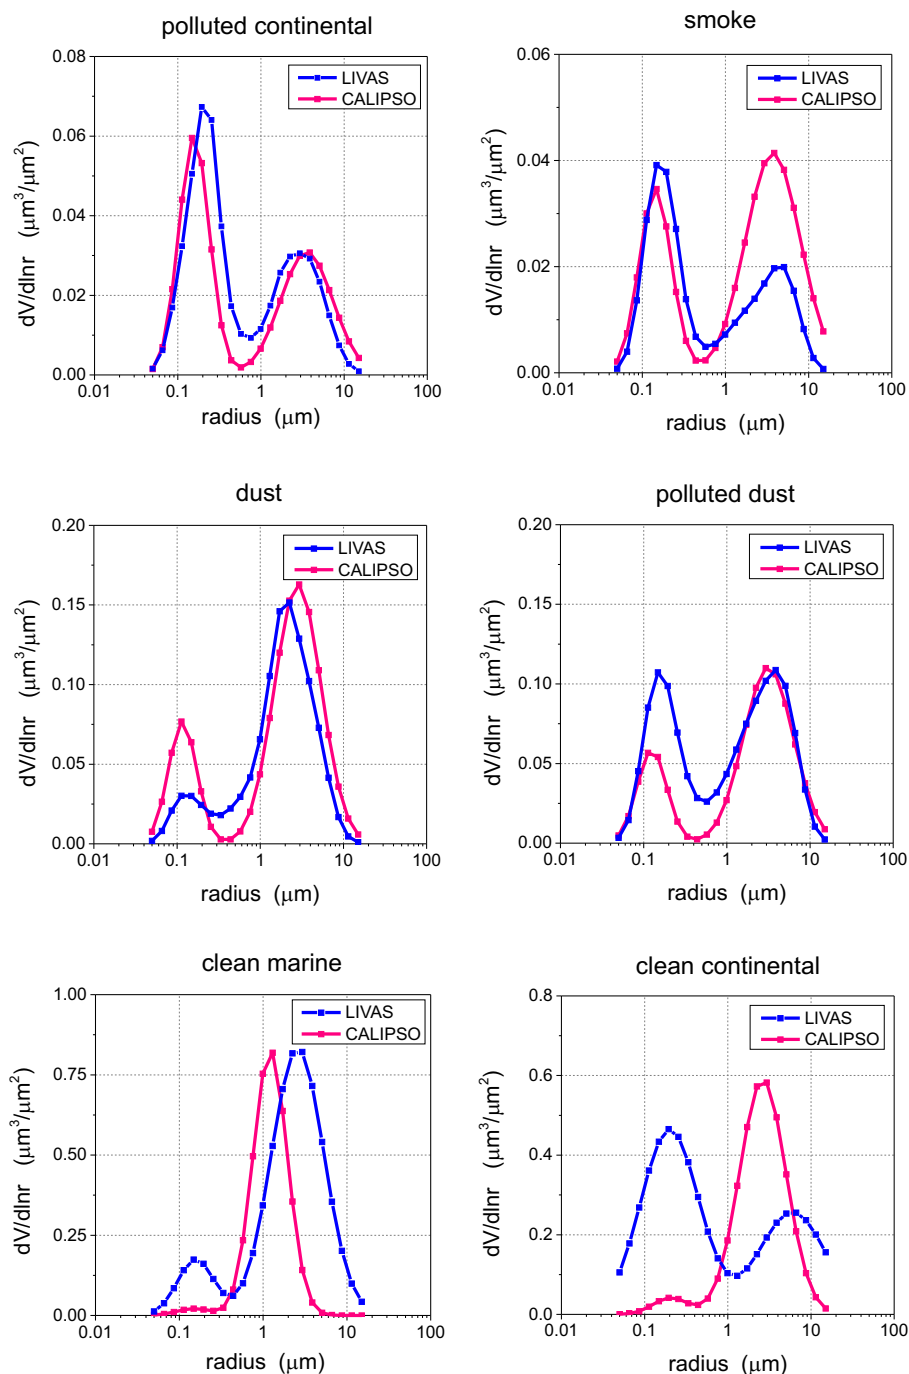 polluted continental
0.08
0.06
0.04
0.02
0.00
dV/dlnr (μm³/μm²)
LIVAS
CALIPSO
0.01 0.1 1 10 100
radius (μm)
smoke
0.06
0.04
0.02
0.00
dV/dlnr (μm³/μm²)
LIVAS
CALIPSO
0.01 0.1 1 10 100
radius (μm)
dust
0.20
0.15
0.10
0.05
0.00
dV/dlnr (μm³/μm²)
LIVAS
CALIPSO
0.01 0.1 1 10 100
radius (μm)
polluted dust
0.20
0.15
0.10
0.05
0.00
dV/dlnr (μm³/μm²)
LIVAS
CALIPSO
0.01 0.1 1 10 100
radius (μm)
clean marine
1.00
0.75
0.50
0.25
0.00
dV/dlnr (μm³/μm²)
LIVAS
CALIPSO
0.01 0.1 1 10 100
radius (μm)
clean continental
0.8
0.6
0.4
0.2
0.0
dV/dlnr (μm³/μm²)
LIVAS
CALIPSO
0.01 0.1 1 10 100
radius (μm)